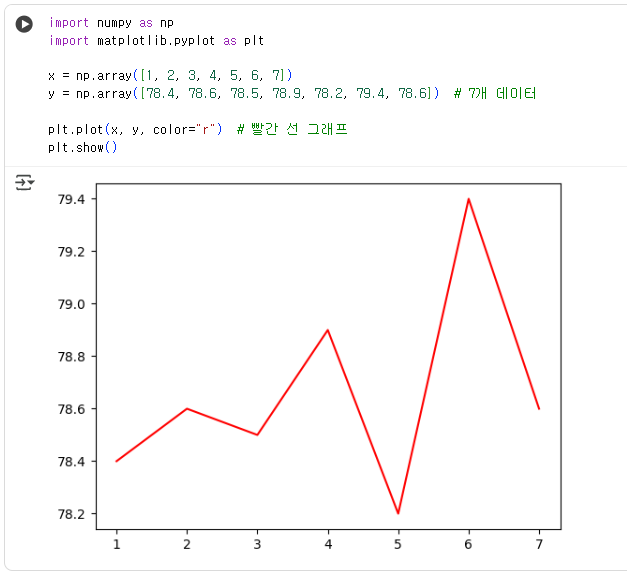 import numpy as np
import matplotlib.pyplot as plt
x = np.array([1, 2, 3, 4, 5, 6, 7])
y = np.array([78.4, 78.6, 78.5, 78.9, 78.2, 79.4, 78.6])  # 7개 데이터
plt.plot(x, y, color="r")  # 빨간 선 그래프
plt.show()
79.4
79.2
79.0
78.8
78.6
78.4
78.2
1 2 3 4 5 6 7